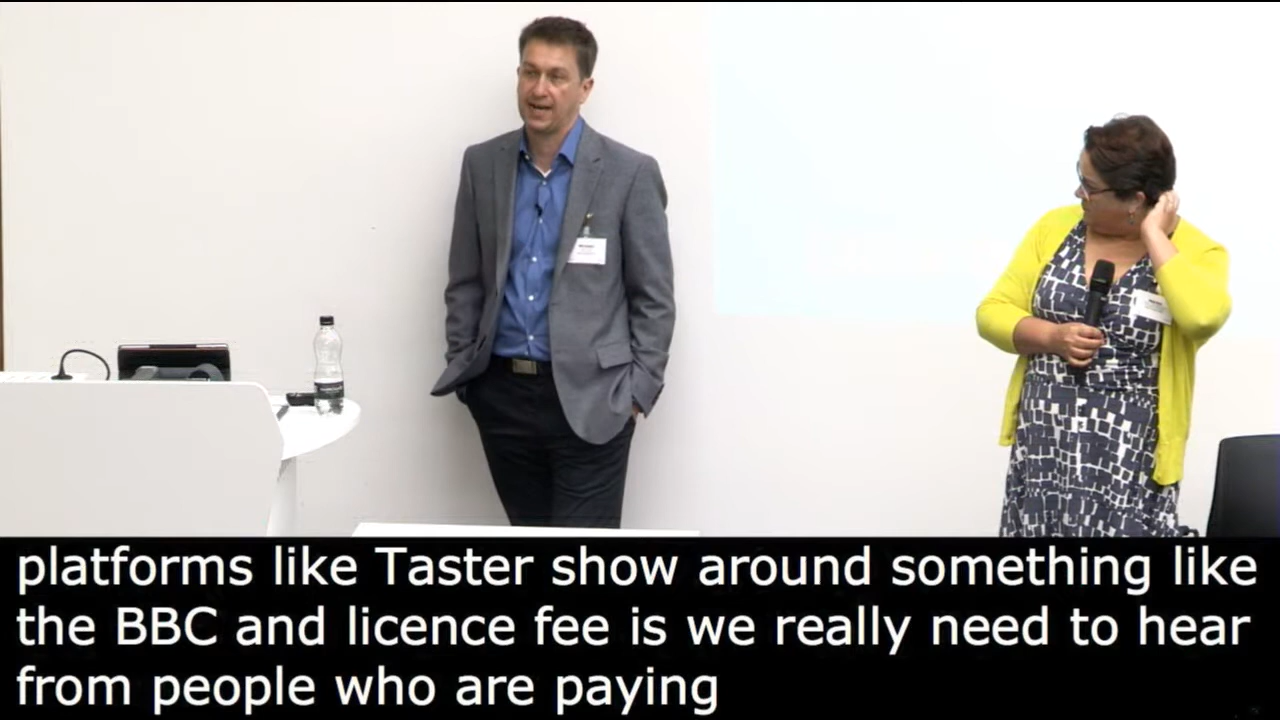 platforms like Taster show around something like
the BBC and licence fee is we really need to hear
from people who are paying